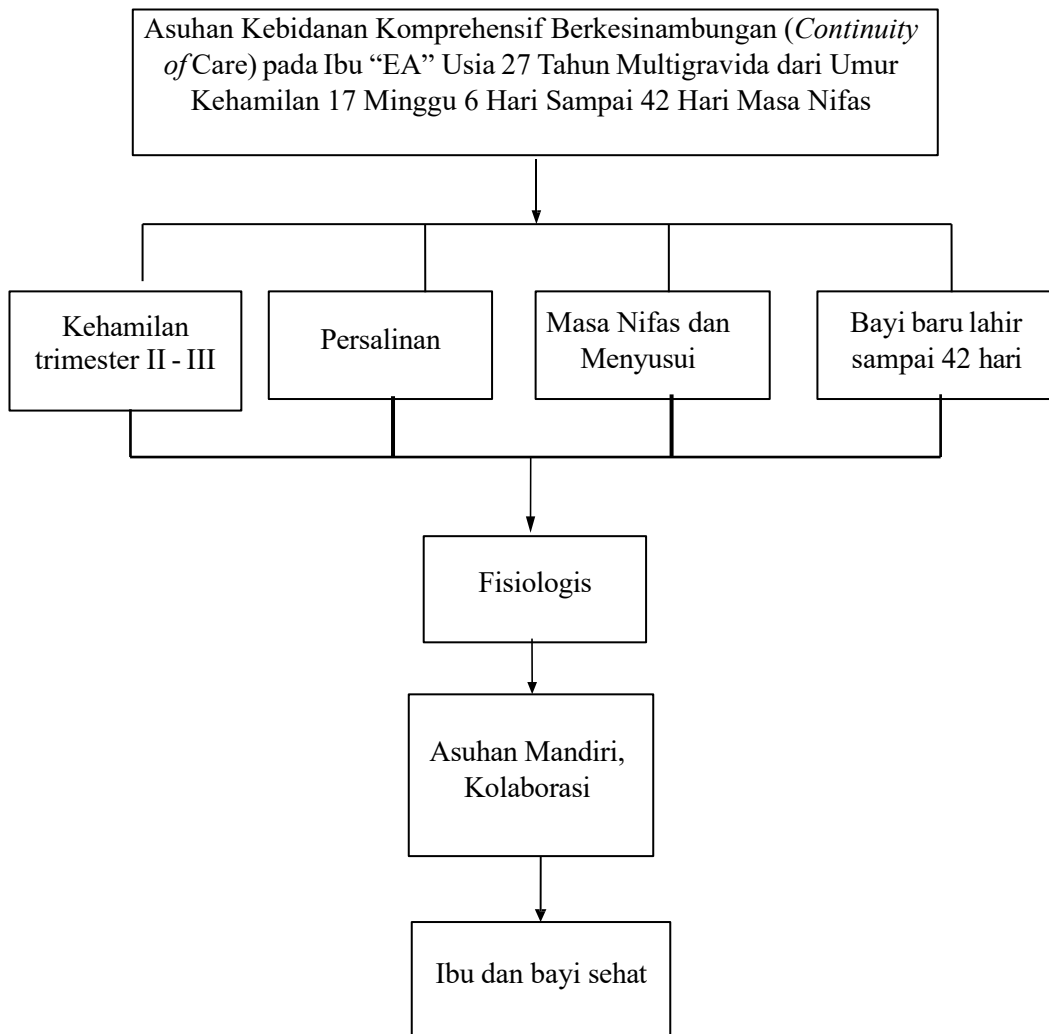 Asuhan Kebidanan Komprehensif Berkesinambungan (Continuity
of Care) pada Ibu “EA” Usia 27 Tahun Multigravida dari Umur
Kehamilan 17 Minggu 6 Hari Sampai 42 Hari Masa Nifas
Kehamilan
trimester II - III
Persalinan
Masa Nifas dan
Menyusui
Bayi baru lahir
sampai 42 hari
Fisiologis
Asuhan Mandiri,
Kolaborasi
Ibu dan bayi sehat